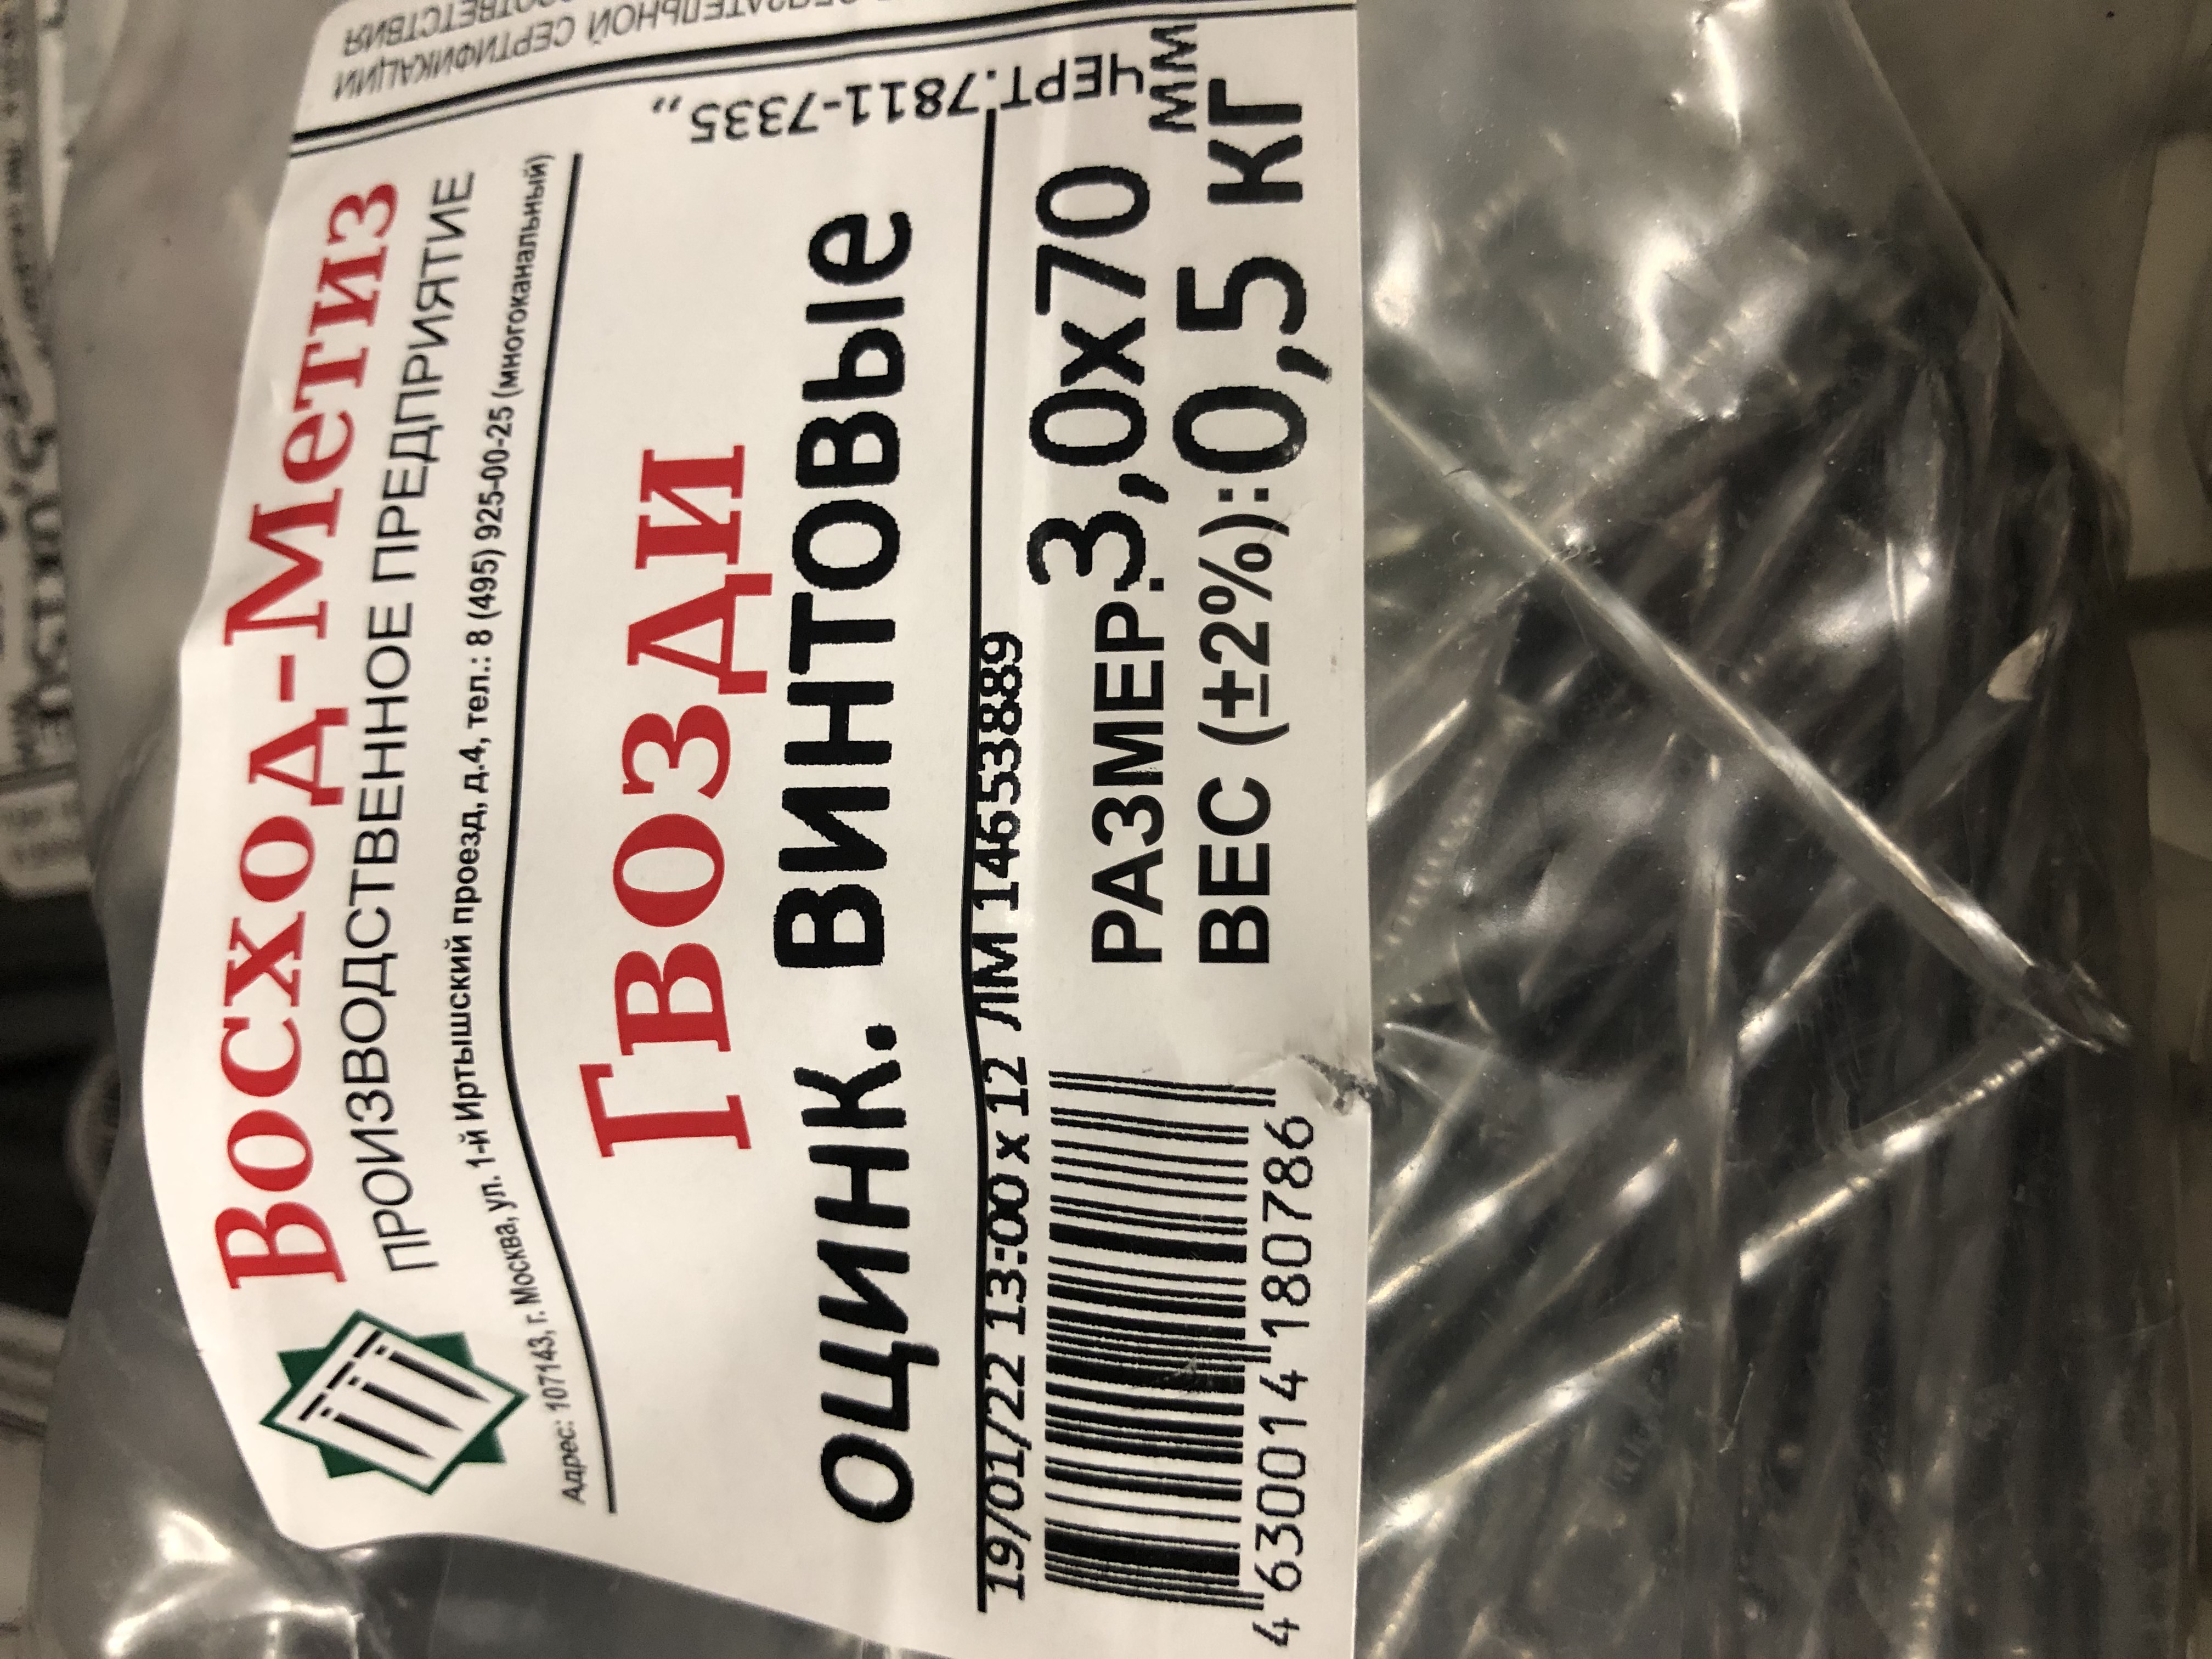 Восход-Метиз
ПРОИЗВОДСТВЕННОЕ ПРЕДПРИЯТИЕ
Адрес: 107143, г. Москва, ул. 1-й Иртышский проезд, д.4, тел.: 8 (495) 925-00-25 (многоканальный)
Гвозди
оцинк. винтовые
19/01/22 13:00 x 12 ЛМ 14653889
РАЗМЕР: 3,0x70 мм
ВЕС (±2%): 0,5 кг
4 630014 180786
ЧЕРТ.7811-7335,,
СЕРТИФИКАЦИИ